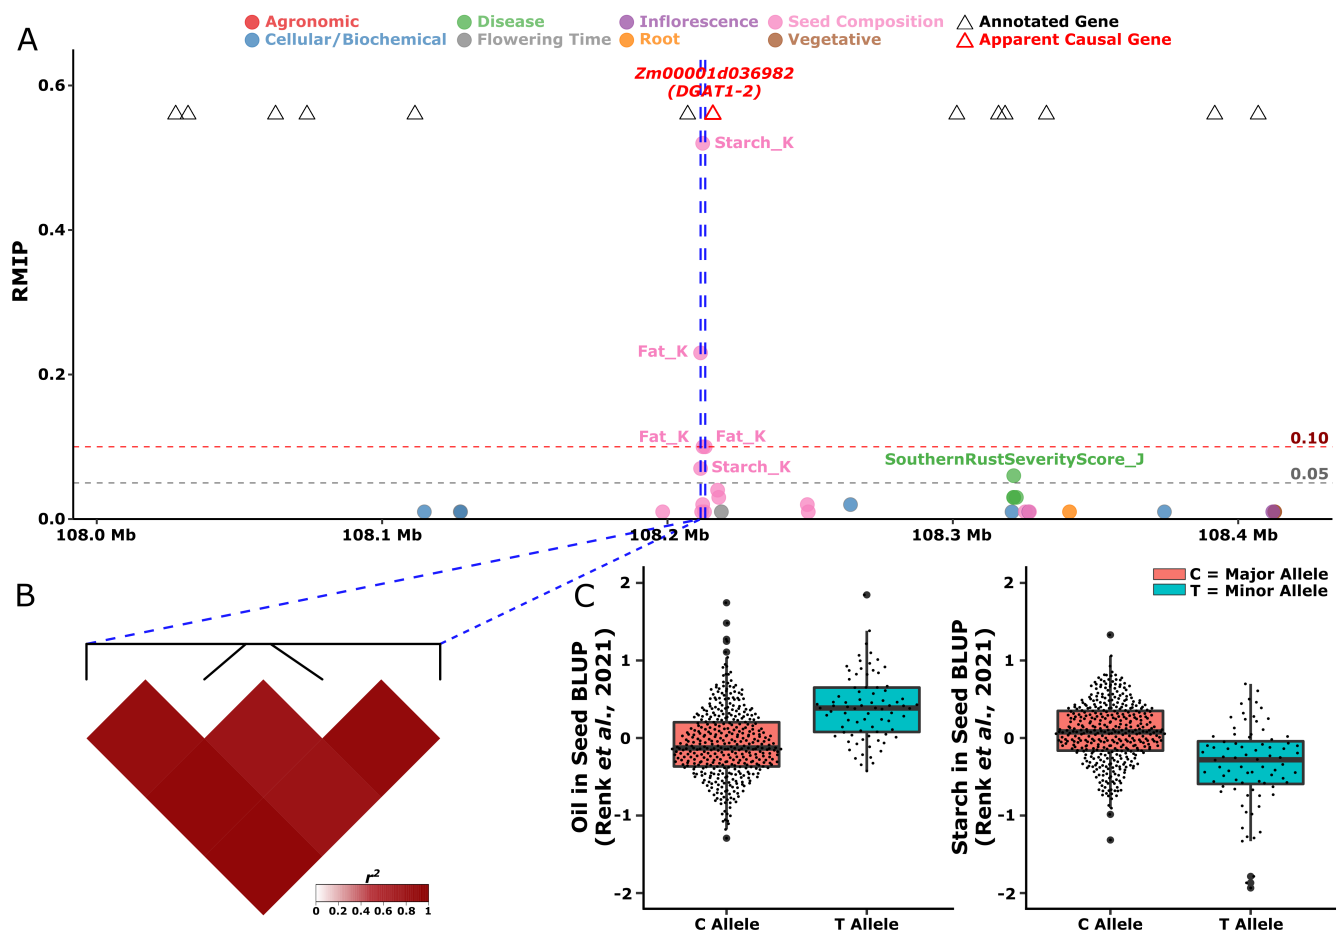 A
Agronomic
Disease
Inflorescence
Seed Composition
Annotated Gene
Cellular/Biochemical
Flowering Time
Root
Vegetative
Apparent Causal Gene
Zm00001d036982
(DGAT1-2)
0.6
0.4
0.2
0.0
RMIP
Starch_K
Fat_K
Fat_K
Fat_K
Starch_K
SouthernRustSeverityScore_J
0.10
0.05
108.0 Mb
108.1 Mb
108.2 Mb
108.3 Mb
108.4 Mb
B
r²
0
0.2
0.4
0.6
0.8
1
C
Oil in Seed BLUP
(Renk et al., 2021)
2
1
0
-1
-2
C Allele
T Allele
Starch in Seed BLUP
(Renk et al., 2021)
2
1
0
-1
-2
C = Major Allele
T = Minor Allele
C Allele
T Allele